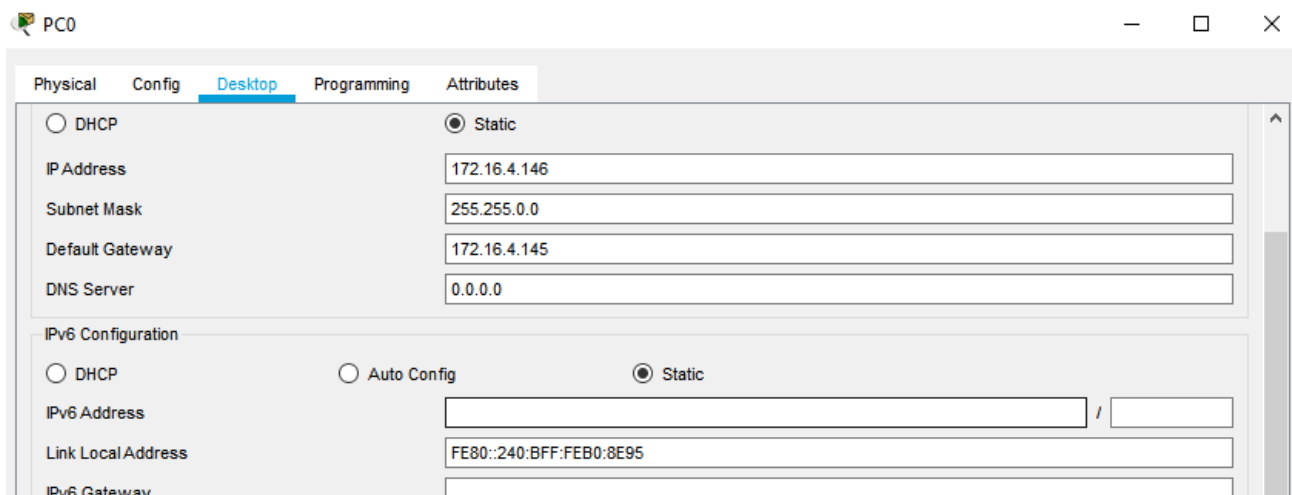 PC0
Physical Config Desktop Programming Attributes
DHCP Static
IP Address 172.16.4.146
Subnet Mask 255.255.0.0
Default Gateway 172.16.4.145
DNS Server 0.0.0.0
IPv6 Configuration
DHCP Auto Config Static
IPv6 Address /
Link Local Address FE80::240:BFF:FEB0:8E95
IPv6 Gateway